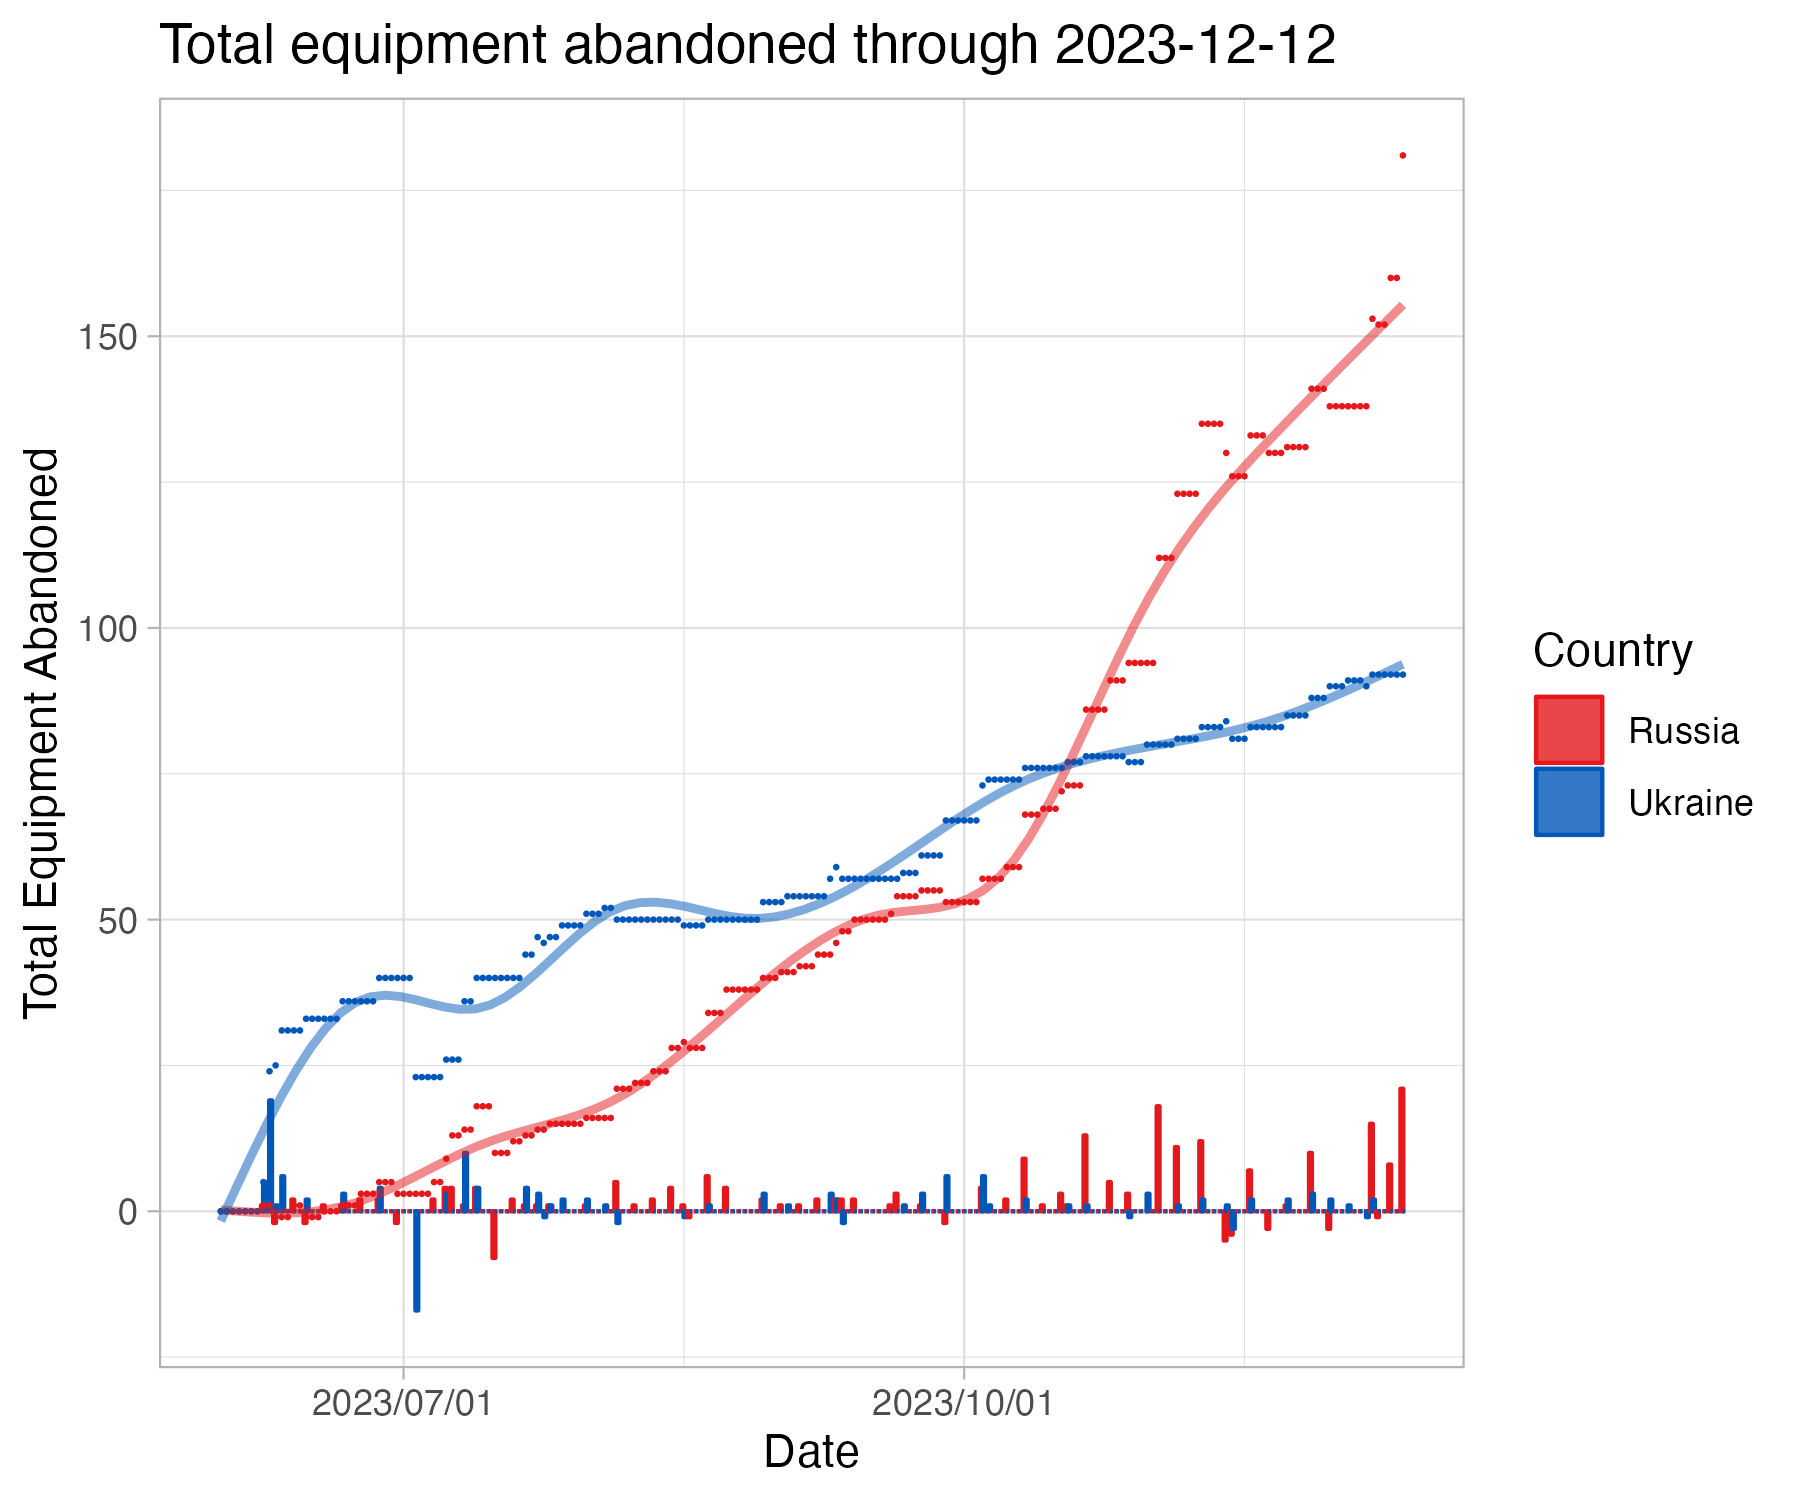 Total equipment abandoned through 2023-12-12
Total Equipment Abandoned
150
100
50
0
2023/07/01
2023/10/01
Date
Country
Russia
Ukraine